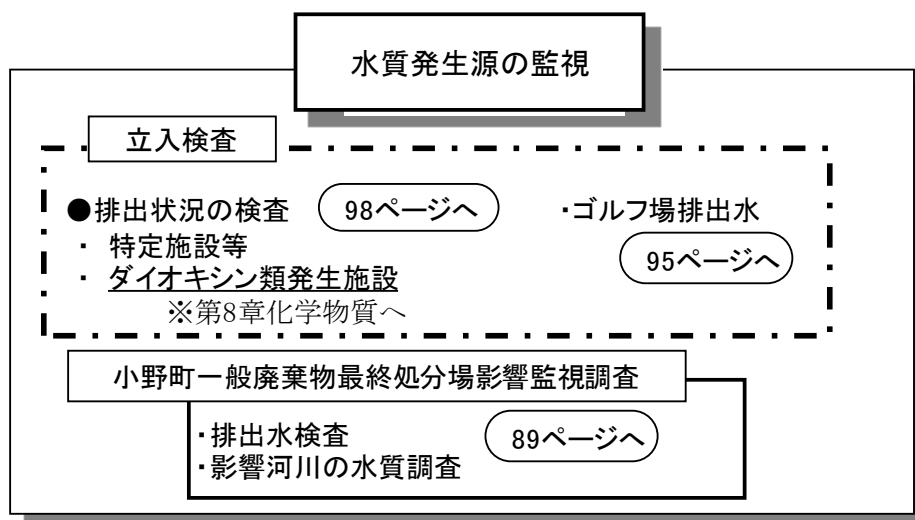 水質発生源の監視
立入検査
●排出状況の検査 98ページへ ・ゴルフ場排出水
・ 特定施設等 95ページへ
・ ダイオキシン類発生施設
※第8章化学物質へ
小野町一般廃棄物最終処分場影響監視調査
・排出水検査 89ページへ
・影響河川の水質調査